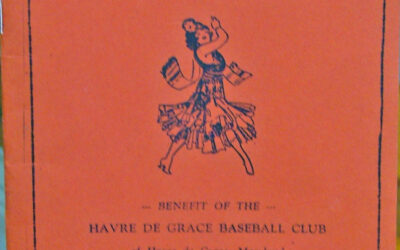 — BENEFIT OF THE —
HAVRE DE GRACE BASEBALL CLUB